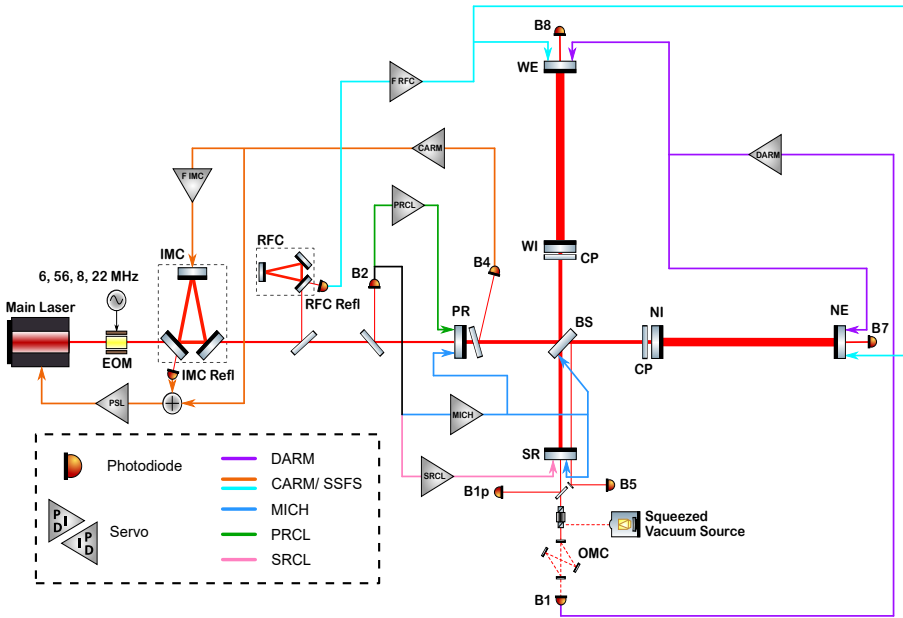 B8
WE
F RFC
CARM
DARM
F IMC
PRCL
WI
CP
RFC
IMC
B2
B4
6, 56, 8, 22 MHz
RFC Refl
Main Laser
PR
BS
NI
NE
B7
EOM
IMC Refl
CP
PSL
MICH
SR
SRCL
B1p
B5
Squeezed
Vacuum Source
OMC
B1
Photodiode
P
I
D
P
I
D
Servo
DARM
CARM/ SSFS
MICH
PRCL
SRCL